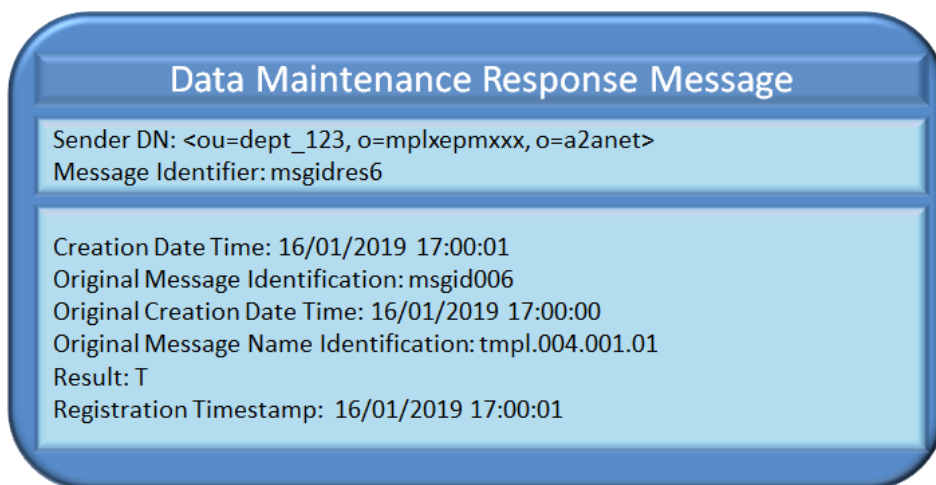 Data Maintenance Response Message
Sender DN: <ou=dept_123, o=mplxepmxxx, o=a2anet>
Message Identifier: msgidres6
Creation Date Time: 16/01/2019 17:00:01
Original Message Identification: msgid006
Original Creation Date Time: 16/01/2019 17:00:00
Original Message Name Identification: tmpl.004.001.01
Result: T
Registration Timestamp: 16/01/2019 17:00:01